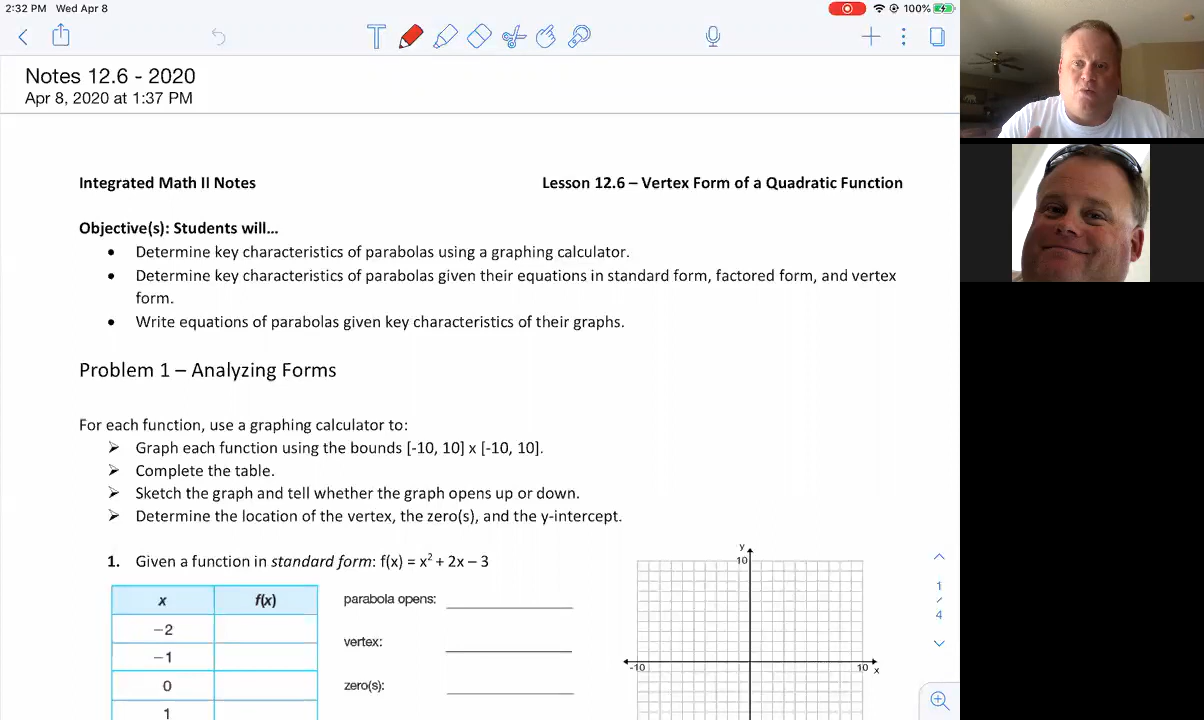 2:32 PM Wed Apr 8
100%
Notes 12.6 - 2020
Apr 8, 2020 at 1:37 PM
Integrated Math II Notes
Lesson 12.6 – Vertex Form of a Quadratic Function
Objective(s): Students will…
• Determine key characteristics of parabolas using a graphing calculator.
• Determine key characteristics of parabolas given their equations in standard form, factored form, and vertex
form.
• Write equations of parabolas given key characteristics of their graphs.
Problem 1 – Analyzing Forms
For each function, use a graphing calculator to:
➢ Graph each function using the bounds [-10, 10] x [-10, 10].
➢ Complete the table.
➢ Sketch the graph and tell whether the graph opens up or down.
➢ Determine the location of the vertex, the zero(s), and the y-intercept.
1. Given a function in standard form: f(x) = x² + 2x – 3
x f(x)
−2
−1
0
1
parabola opens:
vertex:
zero(s):
y
10
-10
10 x
1
/
4